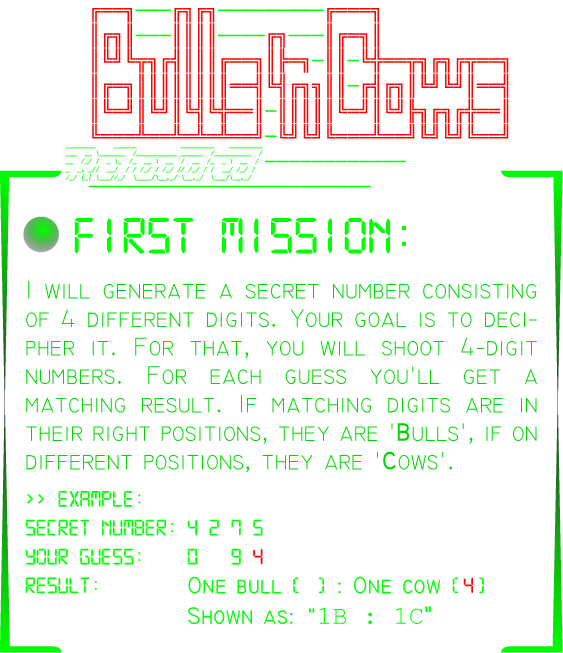 Bulls'n'Cows
Reloaded
FIRST MISSION:
I WILL GENERATE A SECRET NUMBER CONSISTING
OF 4 DIFFERENT DIGITS. YOUR GOAL IS TO DECI-
PHER IT. FOR THAT, YOU WILL SHOOT 4-DIGIT
NUMBERS. FOR EACH GUESS YOU'LL GET A
MATCHING RESULT. IF MATCHING DIGITS ARE IN
THEIR RIGHT POSITIONS, THEY ARE 'BULLS', IF ON
DIFFERENT POSITIONS, THEY ARE 'COWS'.
>> EXAMPLE:
SECRET NUMBER: 4 2 7 5
YOUR GUESS: 0 9 4
RESULT: ONE BULL ( ) : ONE COW (4)
SHOWN AS: "1B : 1C"